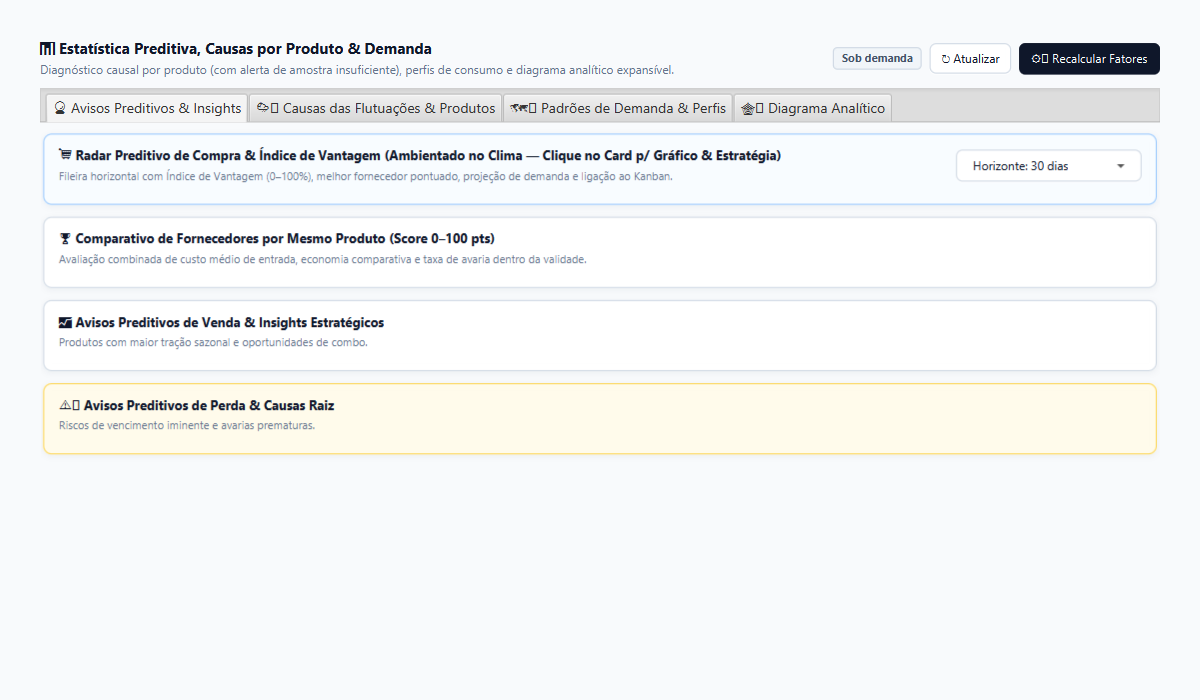 Estatística Preditiva, Causas por Produto & Demanda
Diagnóstico causal por produto (com alerta de amostra insuficiente), perfis de consumo e diagrama analítico expansível.
Sob demanda
↻ Atualizar
Recalcular Fatores
Avisos Preditivos & Insights
Causas das Flutuações & Produtos
Padrões de Demanda & Perfis
Diagrama Analítico
Radar Preditivo de Compra & Índice de Vantagem (Ambientado no Clima — Clique no Card p/ Gráfico & Estratégia)
Fileira horizontal com Índice de Vantagem (0–100%), melhor fornecedor pontuado, projeção de demanda e ligação ao Kanban.
Horizonte: 30 dias
Comparativo de Fornecedores por Mesmo Produto (Score 0–100 pts)
Avaliação combinada de custo médio de entrada, economia comparativa e taxa de avaria dentro da validade.
Avisos Preditivos de Venda & Insights Estratégicos
Produtos com maior tração sazonal e oportunidades de combo.
Avisos Preditivos de Perda & Causas Raiz
Riscos de vencimento iminente e avarias prematuras.